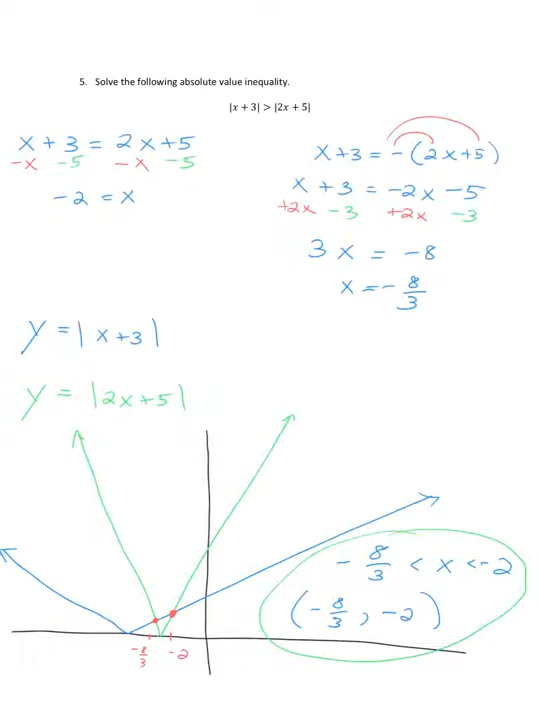 5. Solve the following absolute value inequality.
|x + 3| > |2x + 5|
x + 3 = 2x + 5
-x -5 -x -5
-2 = x
x+3 = -(2x+5)
x + 3 = -2x -5
+2x -3 +2x -3
3x = -8
x = - 8/3
y = |x+3|
y = |2x+5|
- 8/3 < x < -2
(- 8/3, -2)
- 8/3 -2